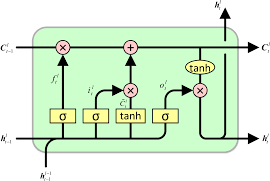 h_t^l
C_{t-1}^l
×
+
C_t^l
tanh
f_t^l
i_t^l
×
C̃_t^l
o_t^l
×
σ
σ
tanh
σ
h_{t-1}^l
h_t^l
h_t^{l-1}